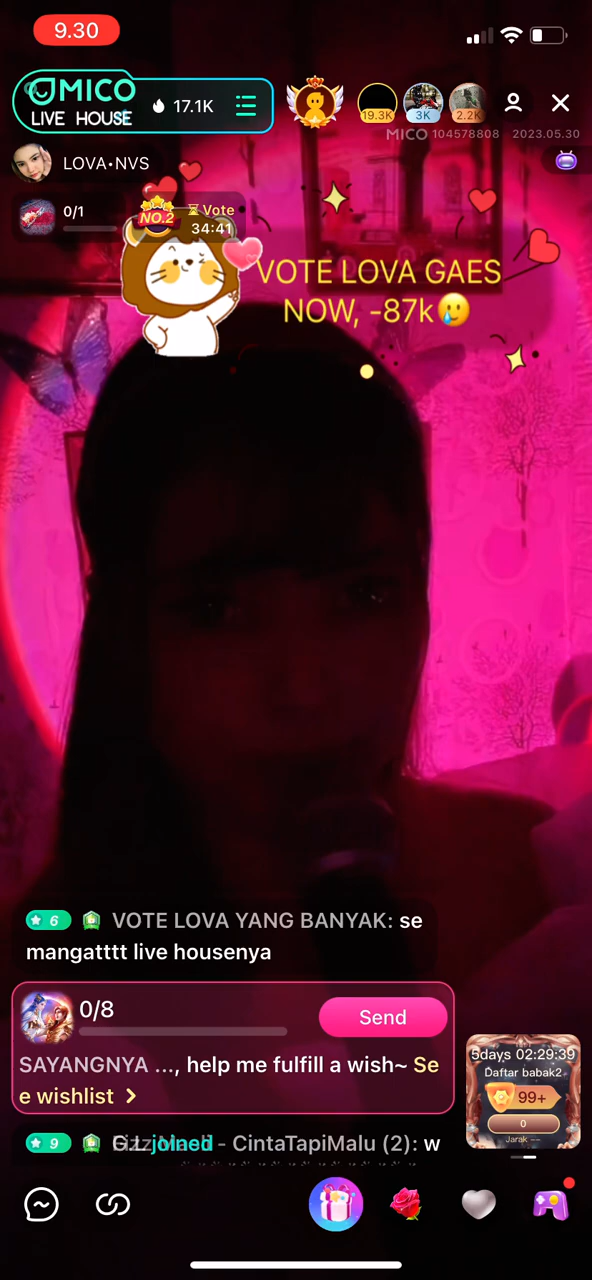 9.30
MICO
LIVE HOUSE
17.1K
19.3K
3K
2.2K
MICO 104578808 2023.05.30
LOVA•NVS
0/1
NO.2
Vote
34:41
VOTE LOVA GAES
NOW, -87k🥲
6 VOTE LOVA YANG BANYAK: se
mangatttt live housenya
0/8
Send
SAYANGNYA ..., help me fulfill a wish~ Se
e wishlist >
5days 02:29:39
Daftar babak2
99+
0
Jarak --
9 joined - CintaTapiMalu (2): w